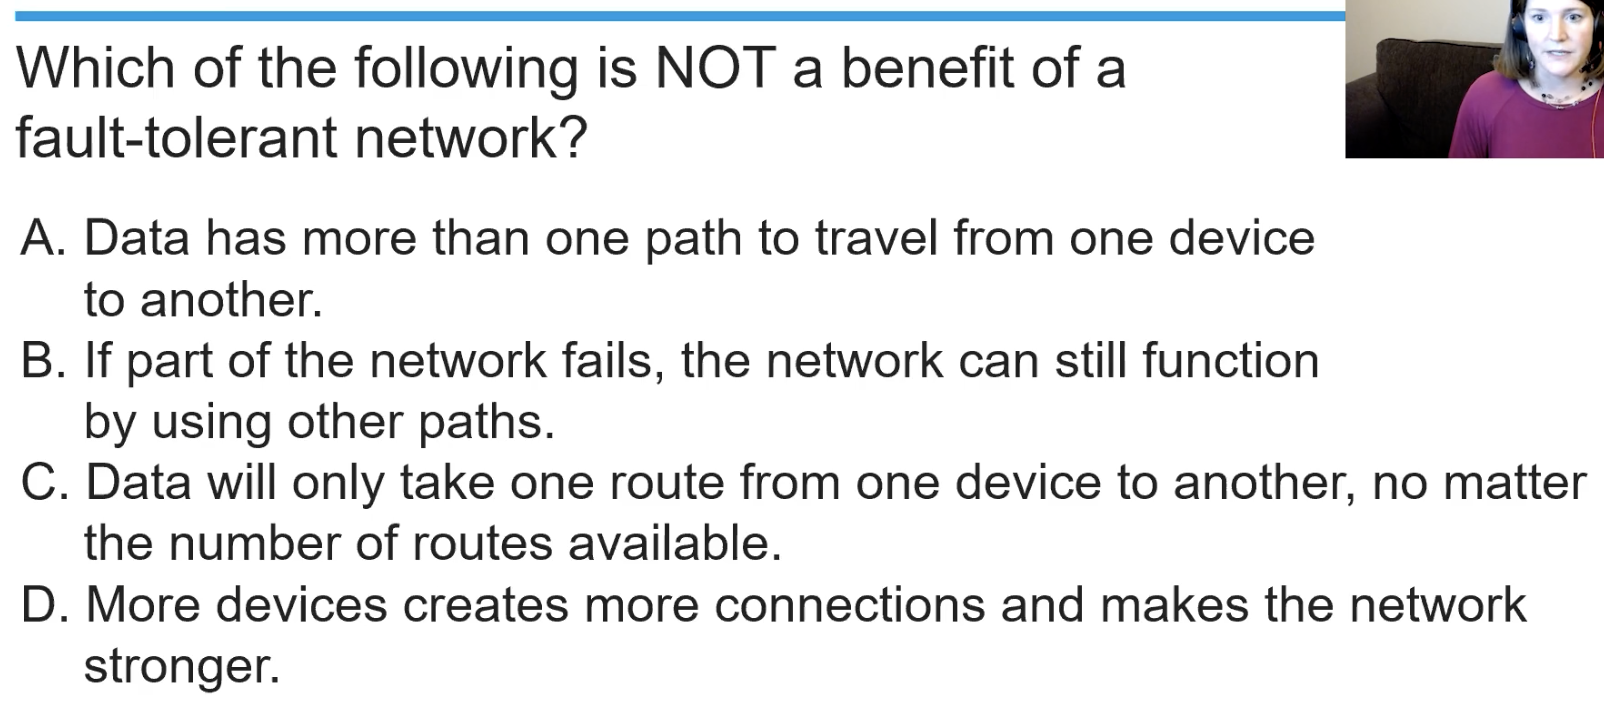 Which of the following is NOT a benefit of a
fault-tolerant network?
A. Data has more than one path to travel from one device
to another.
B. If part of the network fails, the network can still function
by using other paths.
C. Data will only take one route from one device to another, no matter
the number of routes available.
D. More devices creates more connections and makes the network
stronger.